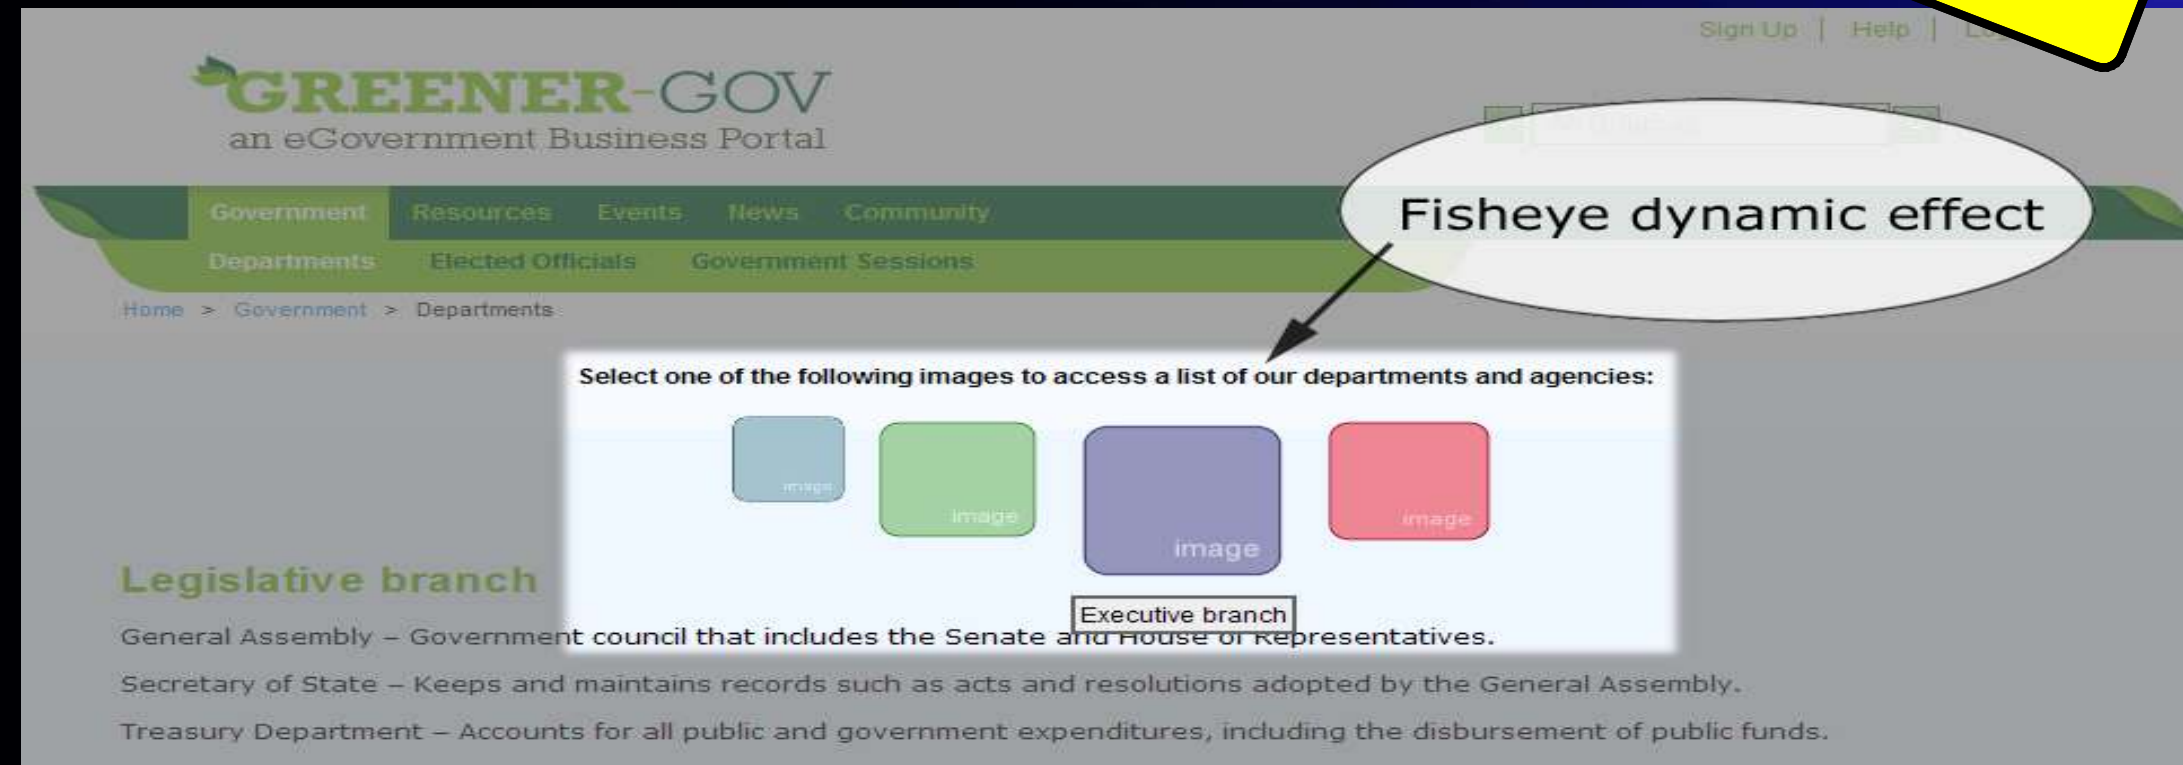 Sign Up | Help |
GREENER-GOV
an eGovernment Business Portal
Fisheye dynamic effect
Government Resources Events News Community
Departments Elected Officials Government Sessions
Home > Government > Departments
Select one of the following images to access a list of our departments and agencies:
image image image image
Executive branch
Legislative branch
General Assembly – Government council that includes the Senate and House of Representatives.
Secretary of State – Keeps and maintains records such as acts and resolutions adopted by the General Assembly.
Treasury Department – Accounts for all public and government expenditures, including the disbursement of public funds.